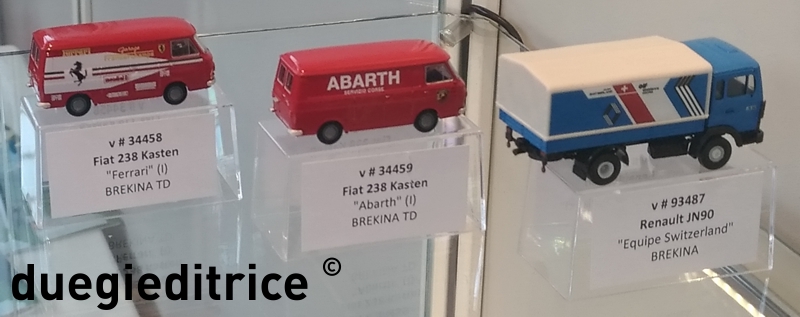 ABARTH
v # 34458
Fiat 238 Kasten
"Ferrari" (I)
BREKINA TD
v # 34459
Fiat 238 Kasten
"Abarth" (I)
BREKINA TD
v # 93487
Renault JN90
"Equipe Switzerland"
BREKINA
duegieditrice ©